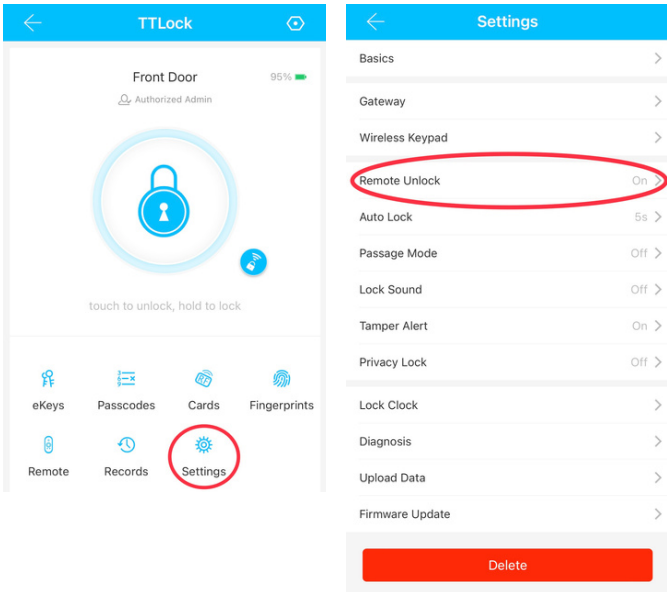 TTLock
Front Door
95%
Authorized Admin
touch to unlock, hold to lock
eKeys
Passcodes
Cards
Fingerprints
Remote
Records
Settings
Settings
Basics
Gateway
Wireless Keypad
Remote Unlock On
Auto Lock 5s
Passage Mode Off
Lock Sound Off
Tamper Alert On
Privacy Lock Off
Lock Clock
Diagnosis
Upload Data
Firmware Update
Delete